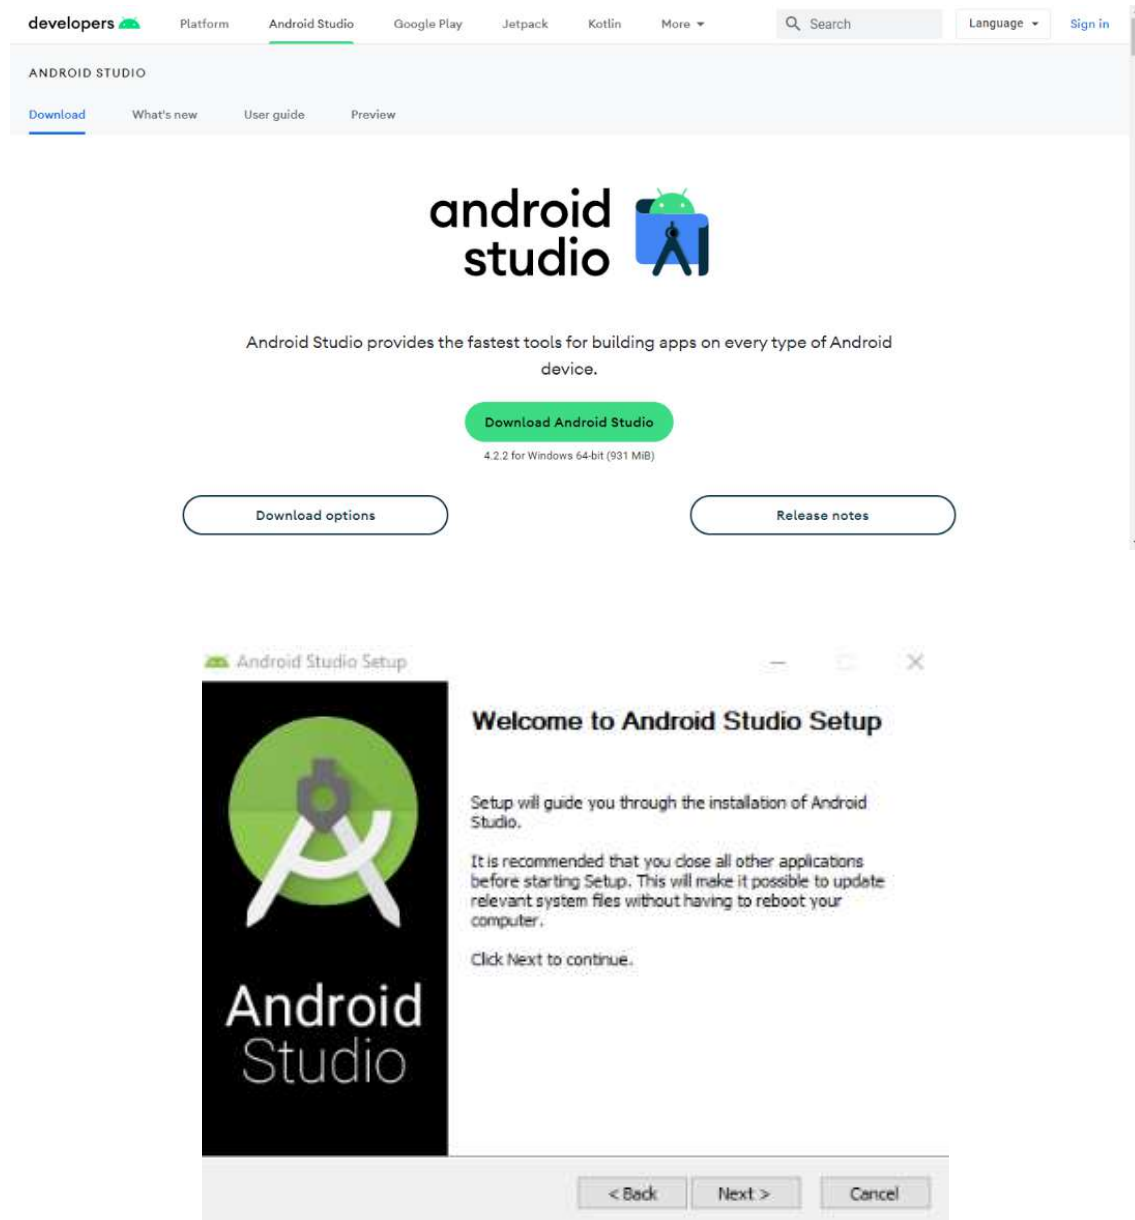 developers Platform Android Studio Google Play Jetpack Kotlin More Search Language Sign in
ANDROID STUDIO
Download What's new User guide Preview
android
studio
Android Studio provides the fastest tools for building apps on every type of Android
device.
Download Android Studio
4.2.2 for Windows 64-bit (931 MiB)
Download options Release notes
Android Studio Setup
Welcome to Android Studio Setup
Setup will guide you through the installation of Android
Studio.
It is recommended that you close all other applications
before starting Setup. This will make it possible to update
relevant system files without having to reboot your
computer.
Click Next to continue.
Android
Studio
< Back Next > Cancel